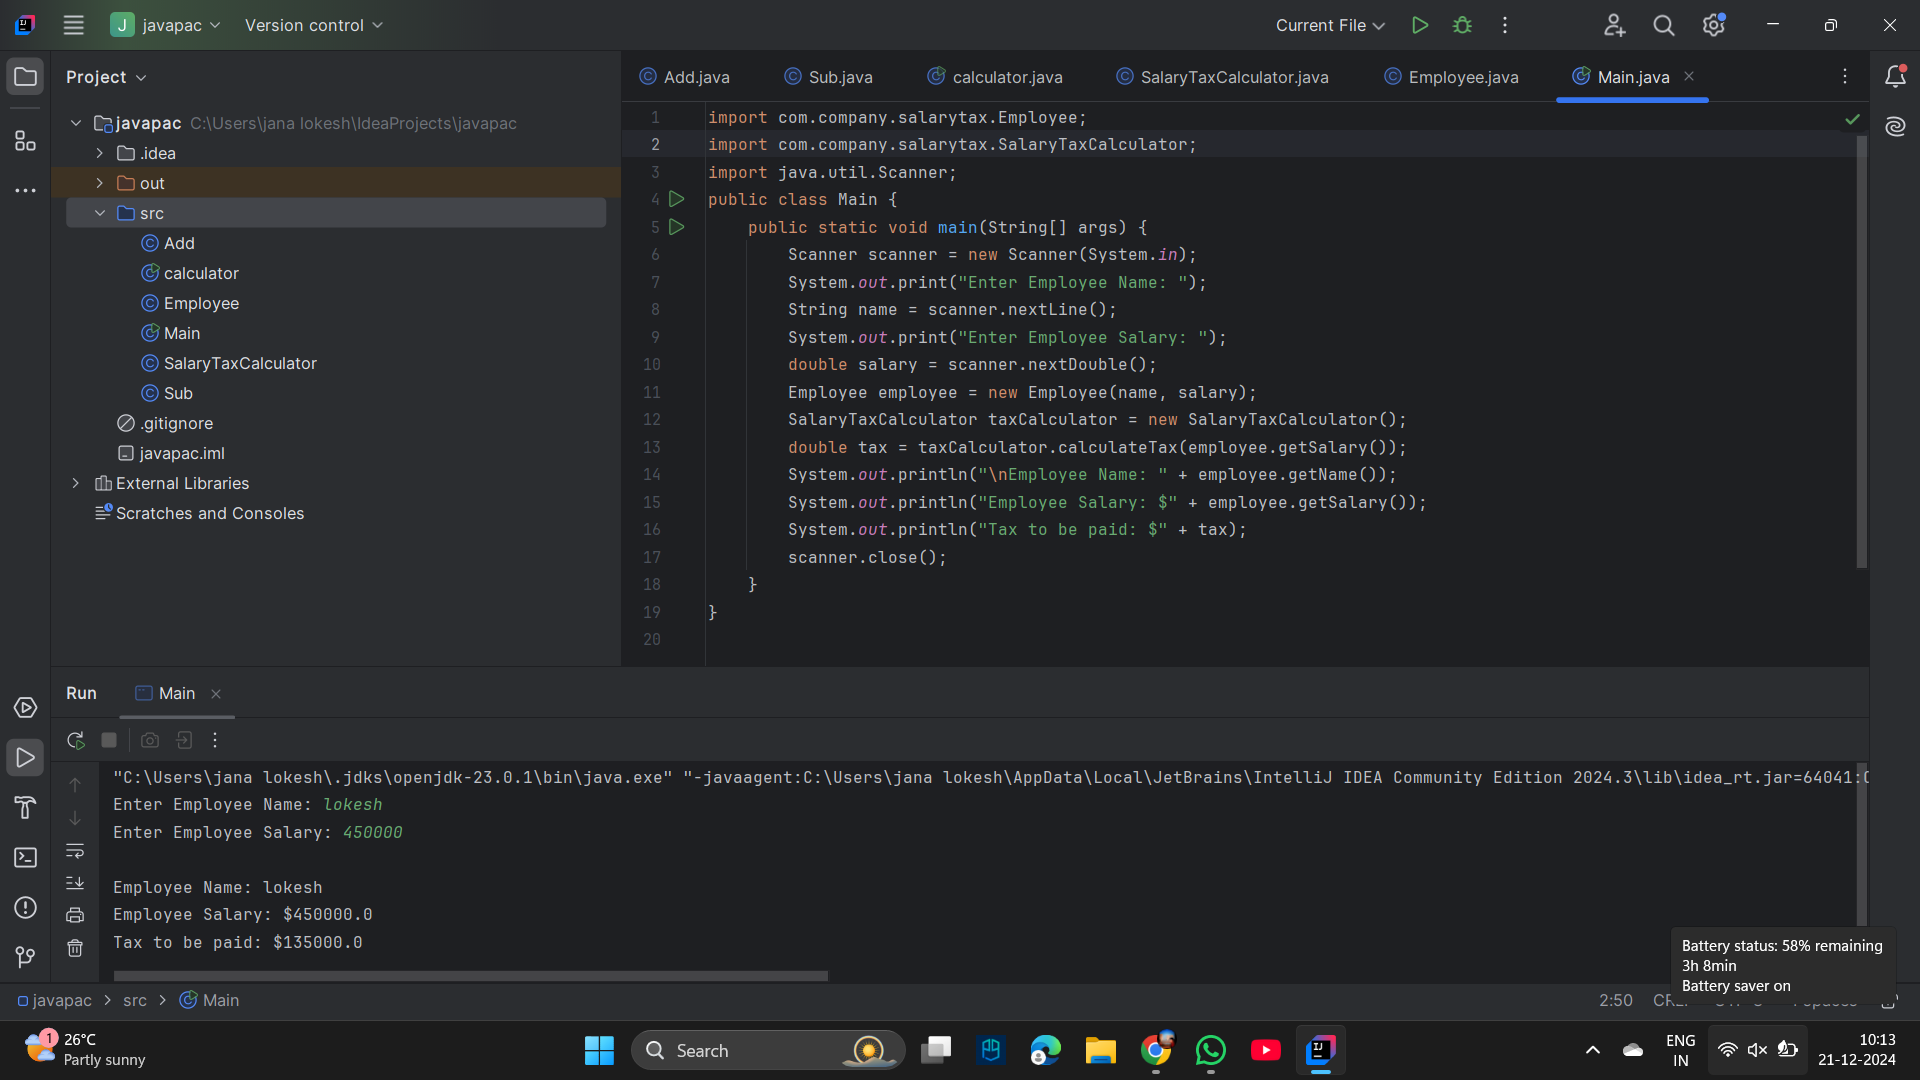 J javapac Version control Current File
Project
Add.java Sub.java calculator.java SalaryTaxCalculator.java Employee.java Main.java
javapac C:\Users\jana lokesh\IdeaProjects\javapac
.idea
out
src
Add
calculator
Employee
Main
SalaryTaxCalculator
Sub
.gitignore
javapac.iml
External Libraries
Scratches and Consoles
1 import com.company.salarytax.Employee;
2 import com.company.salarytax.SalaryTaxCalculator;
3 import java.util.Scanner;
4 public class Main {
5 public static void main(String[] args) {
6 Scanner scanner = new Scanner(System.in);
7 System.out.print("Enter Employee Name: ");
8 String name = scanner.nextLine();
9 System.out.print("Enter Employee Salary: ");
10 double salary = scanner.nextDouble();
11 Employee employee = new Employee(name, salary);
12 SalaryTaxCalculator taxCalculator = new SalaryTaxCalculator();
13 double tax = taxCalculator.calculateTax(employee.getSalary());
14 System.out.println("\nEmployee Name: " + employee.getName());
15 System.out.println("Employee Salary: $" + employee.getSalary());
16 System.out.println("Tax to be paid: $" + tax);
17 scanner.close();
18 }
19 }
20
Run Main
"C:\Users\jana lokesh\.jdks\openjdk-23.0.1\bin\java.exe" "-javaagent:C:\Users\jana lokesh\AppData\Local\JetBrains\IntelliJ IDEA Community Edition 2024.3\lib\idea_rt.jar=64041:
Enter Employee Name: lokesh
Enter Employee Salary: 450000
Employee Name: lokesh
Employee Salary: $450000.0
Tax to be paid: $135000.0
Battery status: 58% remaining
3h 8min
Battery saver on
javapac src Main 2:50
1 26°C
Partly sunny
Search
ENG
IN
10:13
21-12-2024